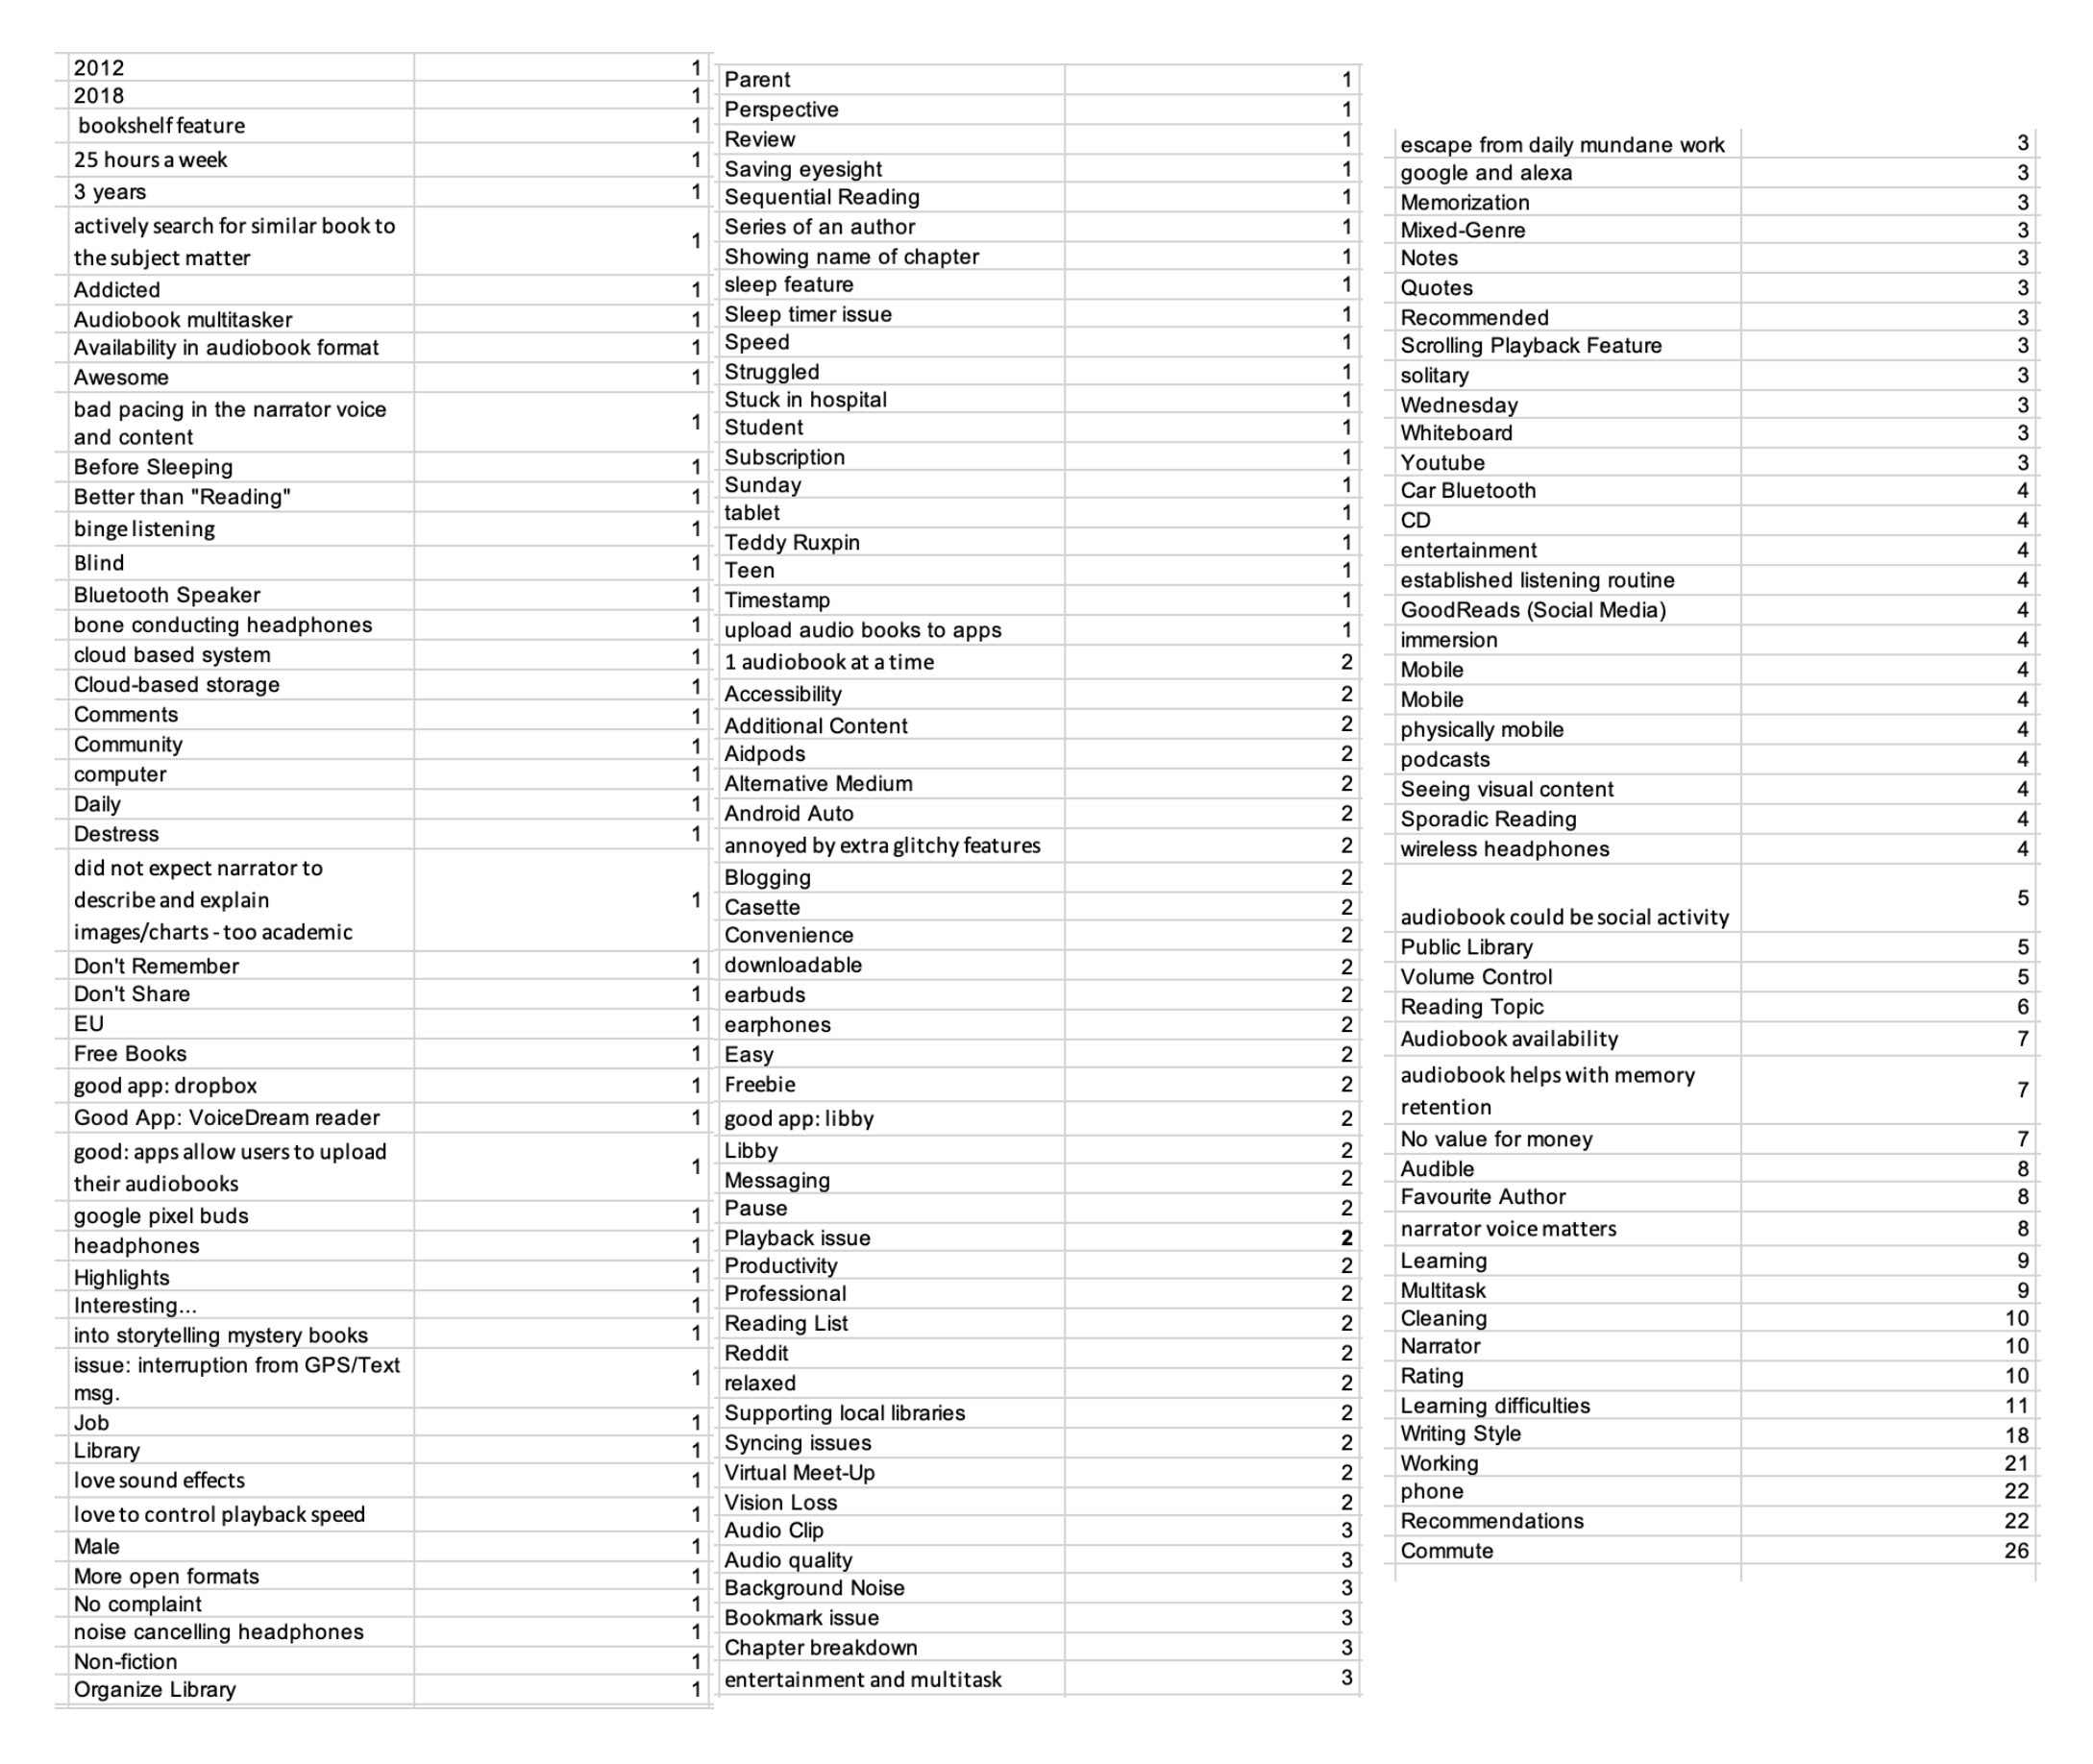 2012 1
2018 1
bookshelf feature 1
25 hours a week 1
3 years 1
actively search for similar book to
the subject matter 1
Addicted 1
Audiobook multitasker 1
Availability in audiobook format 1
Awesome 1
bad pacing in the narrator voice
and content 1
Before Sleeping 1
Better than "Reading" 1
binge listening 1
Blind 1
Bluetooth Speaker 1
bone conducting headphones 1
cloud based system 1
Cloud-based storage 1
Comments 1
Community 1
computer 1
Daily 1
Destress 1
did not expect narrator to
describe and explain 1
images/charts - too academic
Don't Remember 1
Don't Share 1
EU 1
Free Books 1
good app: dropbox 1
Good App: VoiceDream reader 1
good: apps allow users to upload
their audiobooks 1
google pixel buds 1
headphones 1
Highlights 1
Interesting... 1
into storytelling mystery books 1
issue: interruption from GPS/Text
msg. 1
Job 1
Library 1
love sound effects 1
love to control playback speed 1
Male 1
More open formats 1
No complaint 1
noise cancelling headphones 1
Non-fiction 1
Organize Library 1
Parent 1
Perspective 1
Review 1
Saving eyesight 1
Sequential Reading 1
Series of an author 1
Showing name of chapter 1
sleep feature 1
Sleep timer issue 1
Speed 1
Struggled 1
Stuck in hospital 1
Student 1
Subscription 1
Sunday 1
tablet 1
Teddy Ruxpin 1
Teen 1
Timestamp 1
upload audio books to apps 1
1 audiobook at a time 2
Accessibility 2
Additional Content 2
Aidpods 2
Alternative Medium 2
Android Auto 2
annoyed by extra glitchy features 2
Blogging 2
Casette 2
Convenience 2
downloadable 2
earbuds 2
earphones 2
Easy 2
Freebie 2
good app: libby 2
Libby 2
Messaging 2
Pause 2
Playback issue 2
Productivity 2
Professional 2
Reading List 2
Reddit 2
relaxed 2
Supporting local libraries 2
Syncing issues 2
Virtual Meet-Up 2
Vision Loss 2
Audio Clip 3
Audio quality 3
Background Noise 3
Bookmark issue 3
Chapter breakdown 3
entertainment and multitask 3
escape from daily mundane work 3
google and alexa 3
Memorization 3
Mixed-Genre 3
Notes 3
Quotes 3
Recommended 3
Scrolling Playback Feature 3
solitary 3
Wednesday 3
Whiteboard 3
Youtube 3
Car Bluetooth 4
CD 4
entertainment 4
established listening routine 4
GoodReads (Social Media) 4
immersion 4
Mobile 4
Mobile 4
physically mobile 4
podcasts 4
Seeing visual content 4
Sporadic Reading 4
wireless headphones 4
audiobook could be social activity 5
Public Library 5
Volume Control 5
Reading Topic 6
Audiobook availability 7
audiobook helps with memory
retention 7
No value for money 7
Audible 8
Favourite Author 8
narrator voice matters 8
Learning 9
Multitask 9
Cleaning 10
Narrator 10
Rating 10
Learning difficulties 11
Writing Style 18
Working 21
phone 22
Recommendations 22
Commute 26